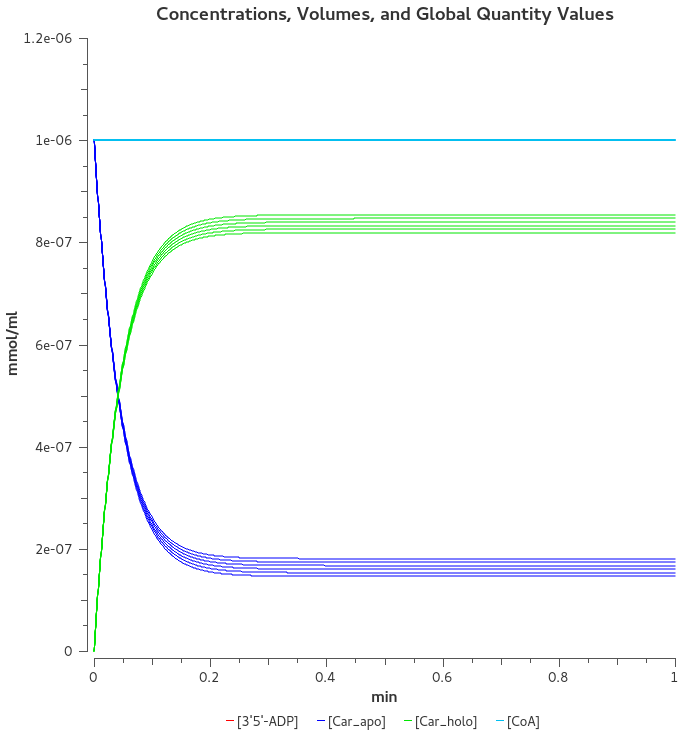 Concentrations, Volumes, and Global Quantity Values
1.2e-06
1e-06
8e-07
6e-07
4e-07
2e-07
0
mmol/ml
0 0.2 0.4 0.6 0.8 1
min
[3'5'-ADP] [Car_apo] [Car_holo] [CoA]